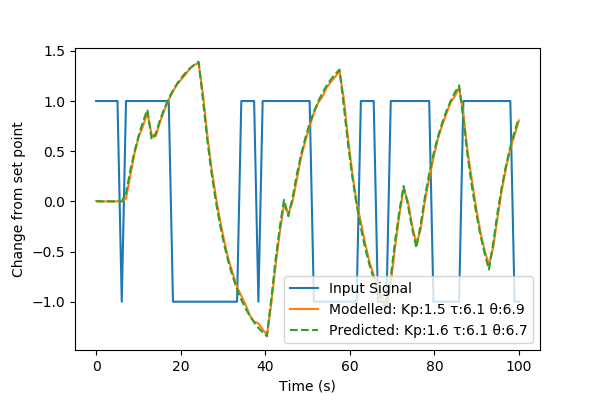 1.5
1.0
0.5
0.0
−0.5
−1.0
Change from set point
Input Signal
Modelled: Kp:1.5 τ:6.1 θ:6.9
Predicted: Kp:1.6 τ:6.1 θ:6.7
0 20 40 60 80 100
Time (s)